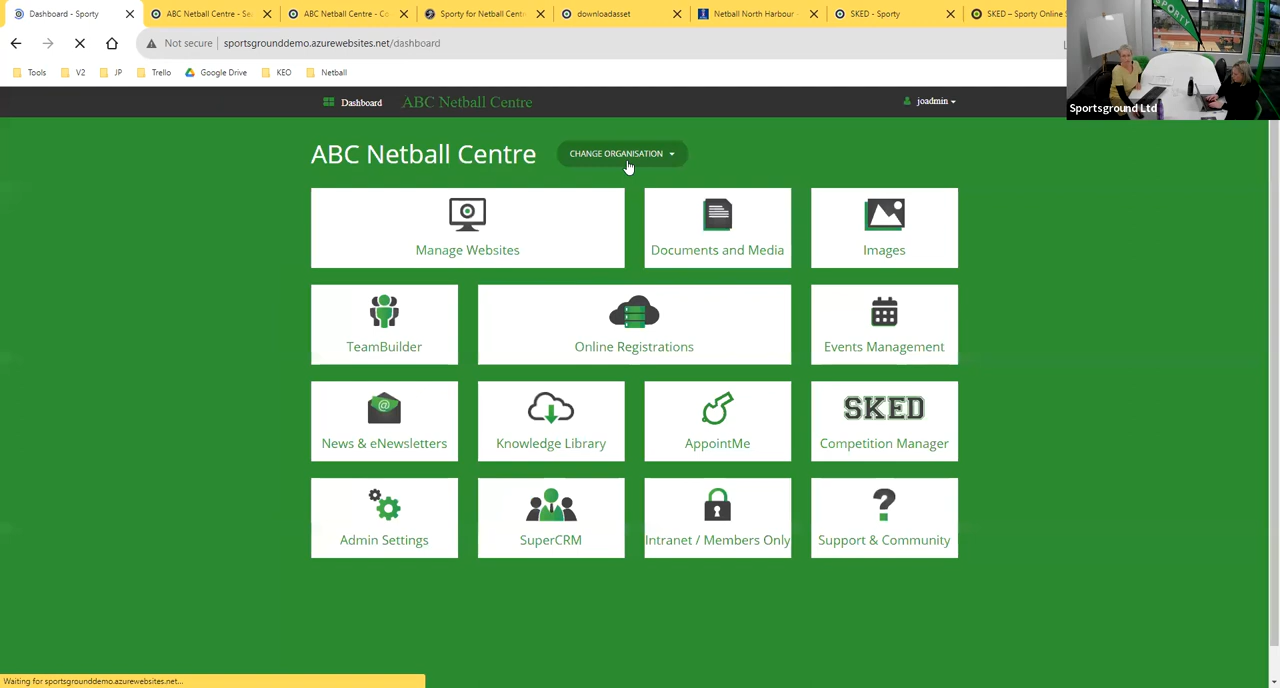 Dashboard - Sporty
ABC Netball Centre - Se
ABC Netball Centre - Co
Sporty for Netball Cent
downloadasset
Netball North Harbour -
SKED - Sporty
SKED – Sporty Online S
Not secure
sportsgrounddemo.azurewebsites.net/dashboard
Tools
V2
JP
Trello
Google Drive
KEO
Netball
SPORTY
Sportsground Ltd
Dashboard
ABC Netball Centre
joadmin
ABC Netball Centre
CHANGE ORGANISATION
Manage Websites
Documents and Media
Images
TeamBuilder
Online Registrations
Events Management
@
SKED
News & eNewsletters
Knowledge Library
AppointMe
Competition Manager
?
Admin Settings
SuperCRM
Intranet / Members Only
Support & Community
Waiting for sportsgrounddemo.azurewebsites.net...